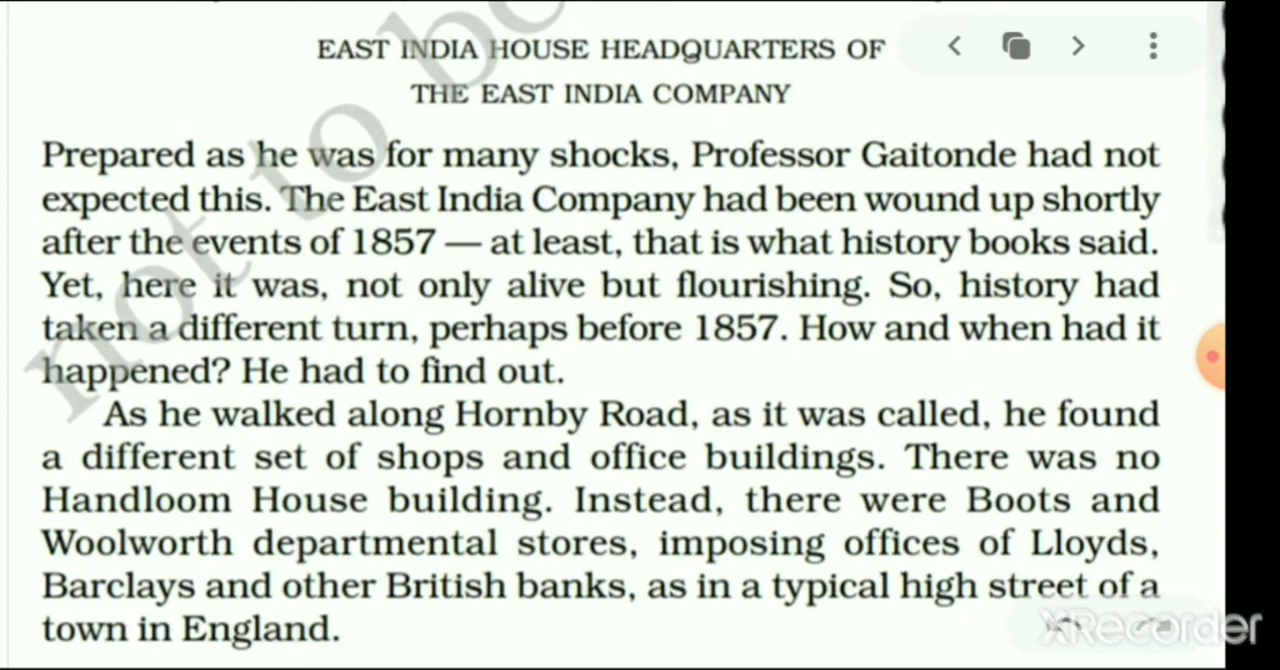 EAST INDIA HOUSE HEADQUARTERS OF
THE EAST INDIA COMPANY
Prepared as he was for many shocks, Professor Gaitonde had not
expected this. The East India Company had been wound up shortly
after the events of 1857 — at least, that is what history books said.
Yet, here it was, not only alive but flourishing. So, history had
taken a different turn, perhaps before 1857. How and when had it
happened? He had to find out.
As he walked along Hornby Road, as it was called, he found
a different set of shops and office buildings. There was no
Handloom House building. Instead, there were Boots and
Woolworth departmental stores, imposing offices of Lloyds,
Barclays and other British banks, as in a typical high street of a
town in England.
not to be
XRecorder